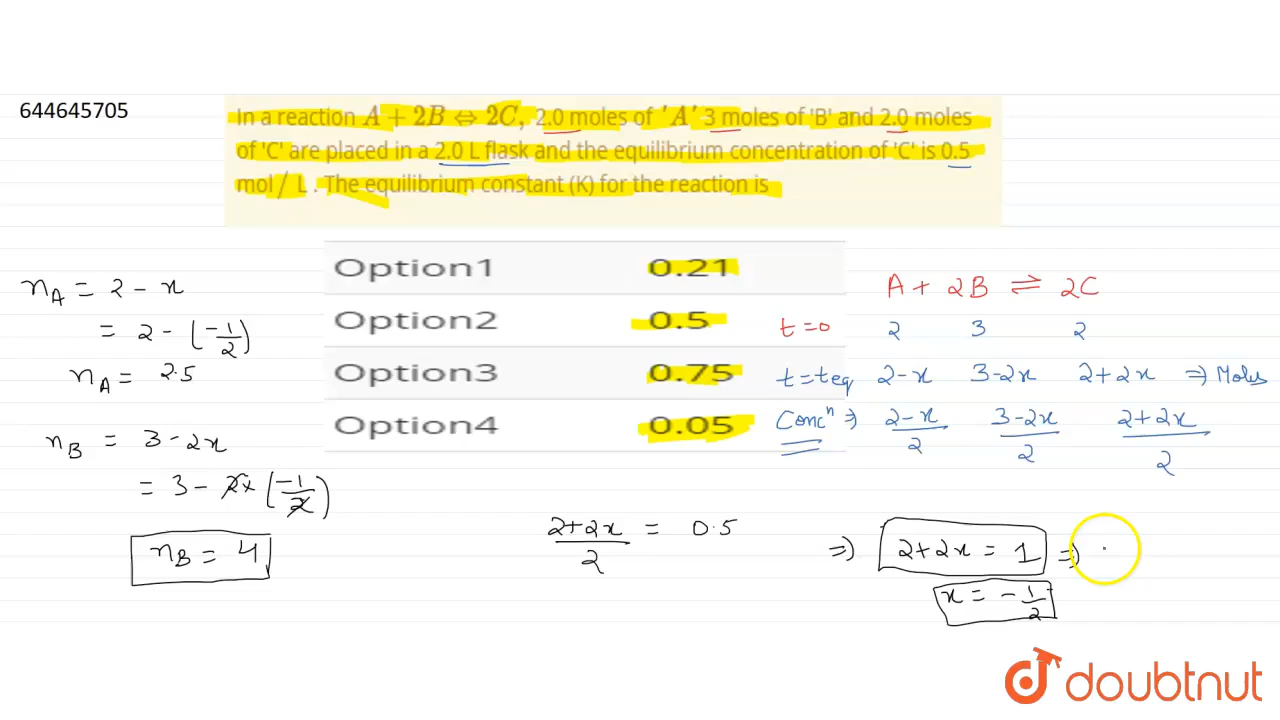 644645705
In a reaction A + 2B ⇔ 2C, 2.0 moles of 'A' 3 moles of 'B' and 2.0 moles
of 'C' are placed in a 2.0 L flask and the equilibrium concentration of 'C' is 0.5
mol/ L . The equilibrium constant (K) for the reaction is
Option1 0.21
Option2 0.5
Option3 0.75
Option4 0.05
n_A = 2 - x
= 2 - (-1/2)
n_A = 2.5
n_B = 3 - 2x
= 3 - 2x (-1/2)
n_B = 4
A + 2B ⇌ 2C
t = 0 2 3 2
t = teq 2-x 3-2x 2+2x ⇒ Moles
Concⁿ ⇒ (2-x)/2 (3-2x)/2 (2+2x)/2
(2+2x)/2 = 0.5 ⇒ 2+2x = 1 ⇒
x = -1/2
doubtnut